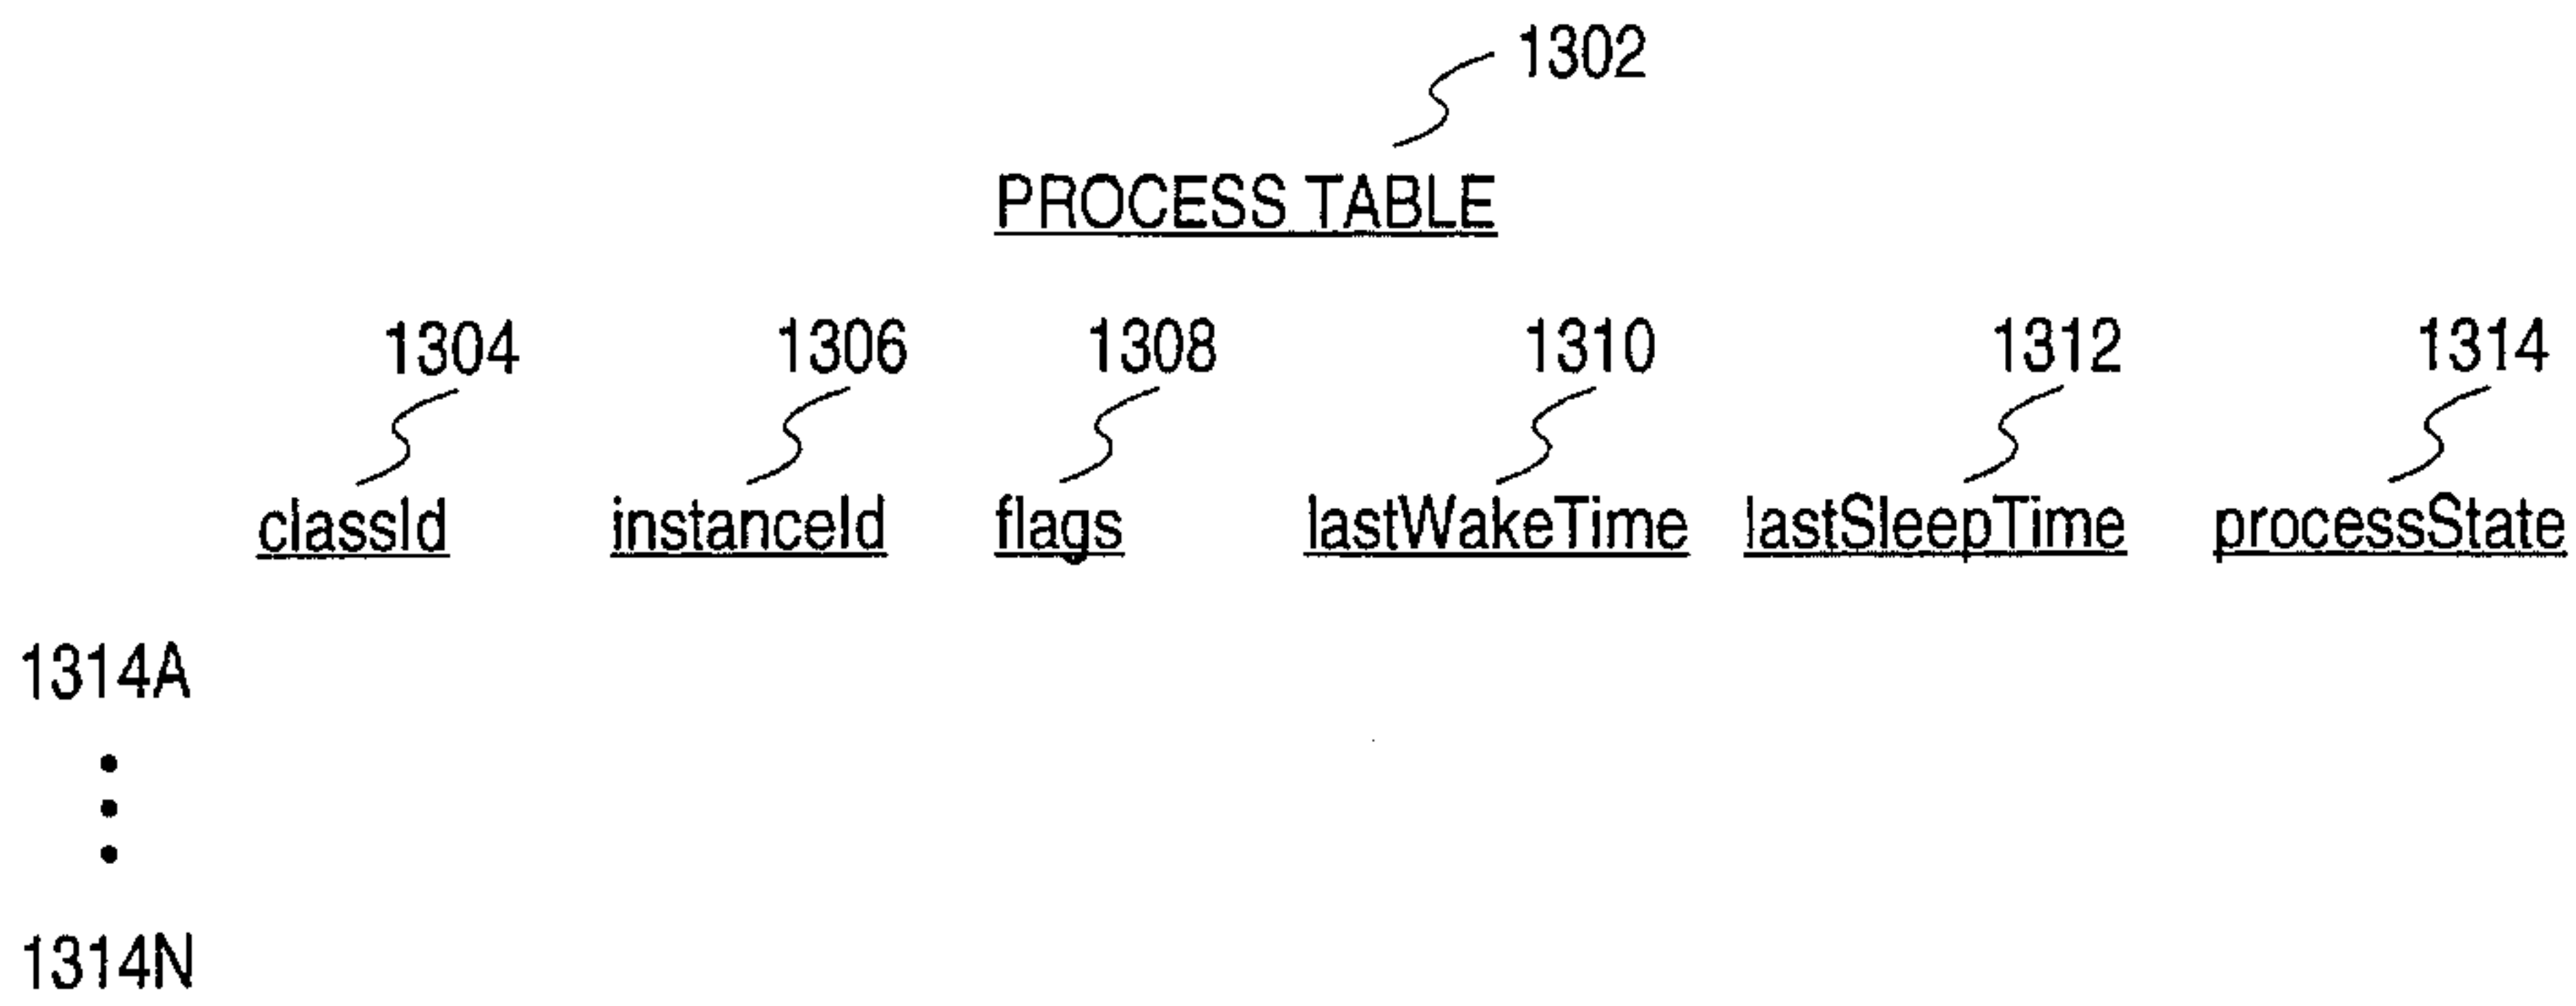 1302
PROCESS TABLE
1304 1306 1308 1310 1312 1314
classId instanceId flags lastWakeTime lastSleepTime processState
1314A
1314N